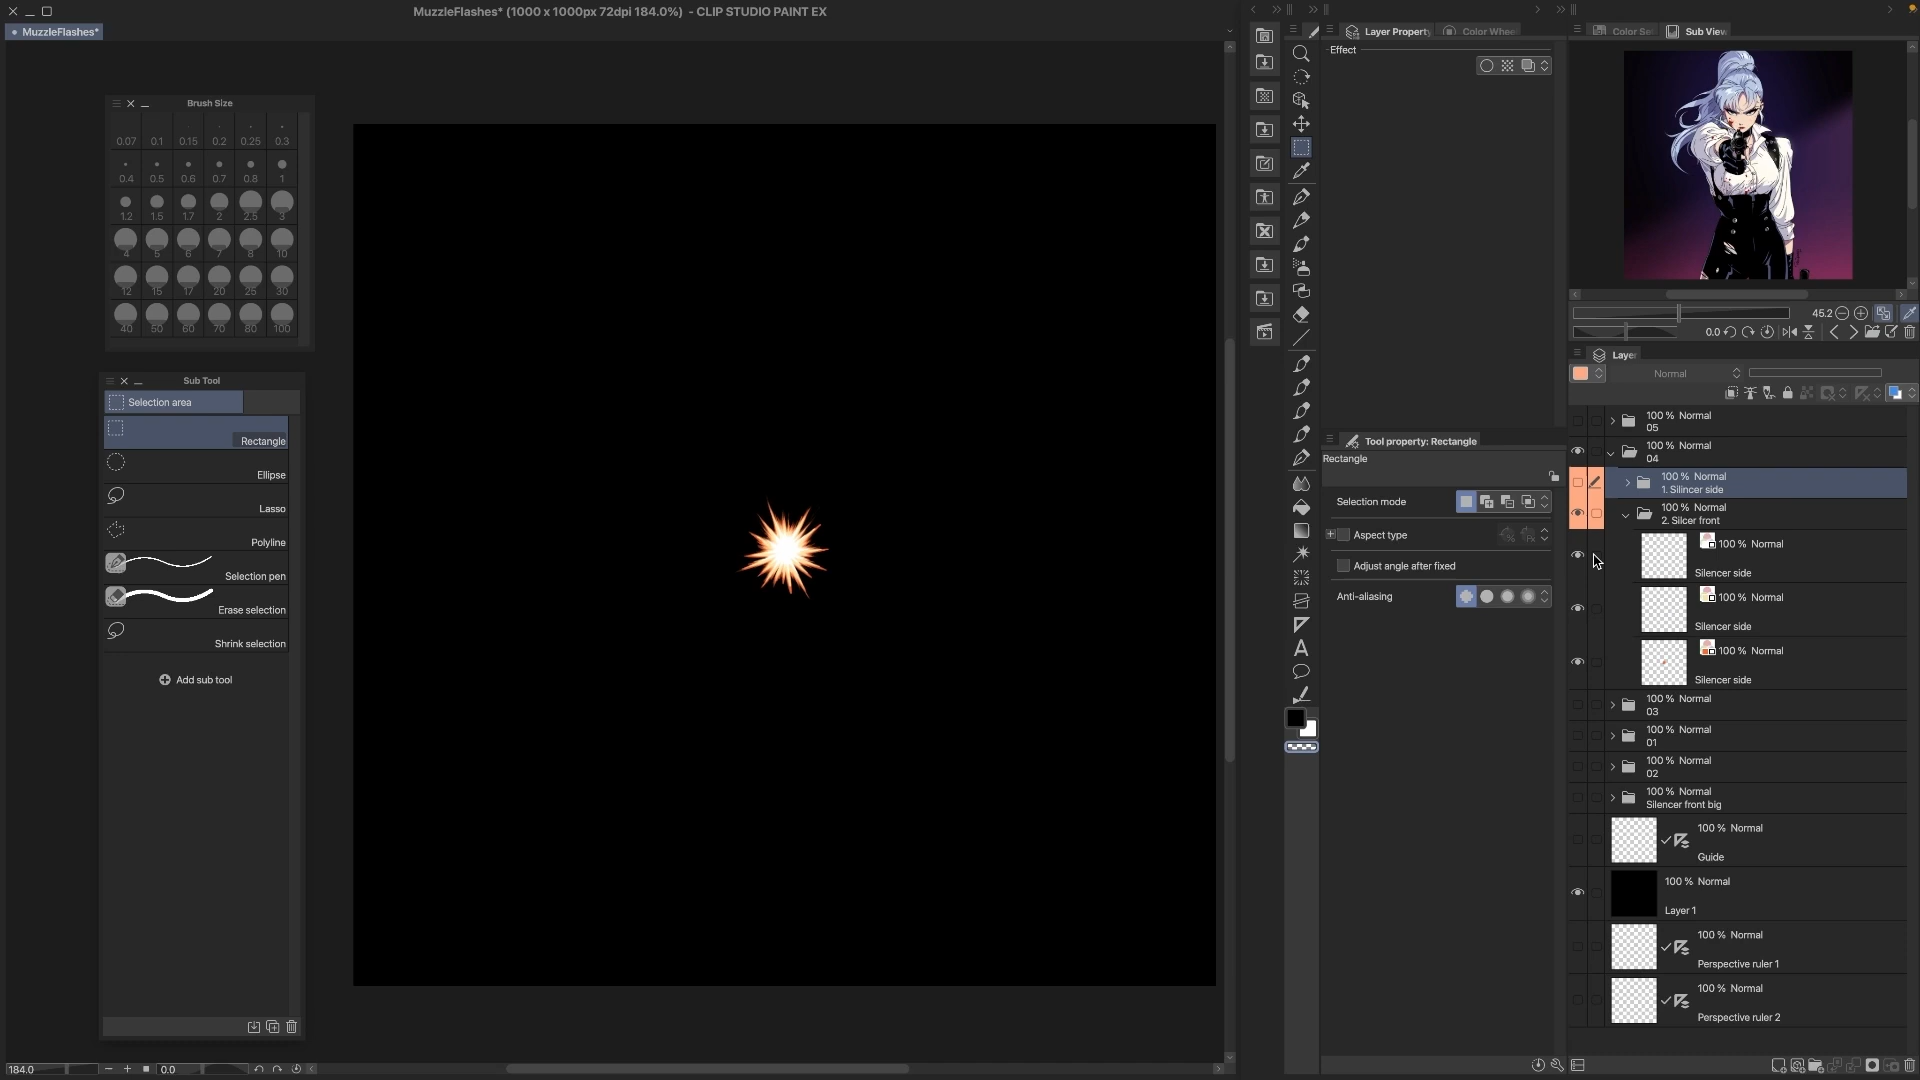 MuzzleFlashes* (1000 x 1000px 72dpi 184.0%) - CLIP STUDIO PAINT EX
MuzzleFlashes*
Brush Size
0.07 0.1 0.15 0.2 0.25 0.3
0.4 0.5 0.6 0.7 0.8 1
1.2 1.5 1.7 2 2.5 3
4 5 6 7 8 10
12 15 17 20 25 30
40 50 60 70 80 100
Sub Tool
Selection area
Rectangle
Ellipse
Lasso
Polyline
Selection pen
Erase selection
Shrink selection
Add sub tool
184.0
0.0
Layer Property
Color Whee
Effect
Tool property: Rectangle
Rectangle
Selection mode
Aspect type
Adjust angle after fixed
Anti-aliasing
Color Se
Sub View
45.2
0.0
Layer
Normal
100 % Normal
05
100 % Normal
04
100 % Normal
1. Silincer side
100 % Normal
2. Silcer front
100 % Normal
Silencer side
100 % Normal
Silencer side
100 % Normal
Silencer side
100 % Normal
03
100 % Normal
01
100 % Normal
02
100 % Normal
Silencer front big
100 % Normal
Guide
100 % Normal
Layer 1
100 % Normal
Perspective ruler 1
100 % Normal
Perspective ruler 2